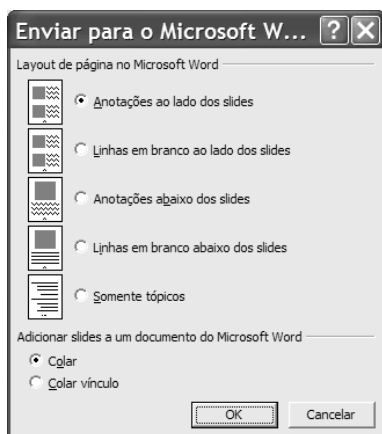 Enviar para o Microsoft W...
Layout de página no Microsoft Word
Anotações ao lado dos slides
Linhas em branco ao lado dos slides
Anotações abaixo dos slides
Linhas em branco abaixo dos slides
Somente tópicos
Adicionar slides a um documento do Microsoft Word
Colar
Colar vínculo
OK Cancelar